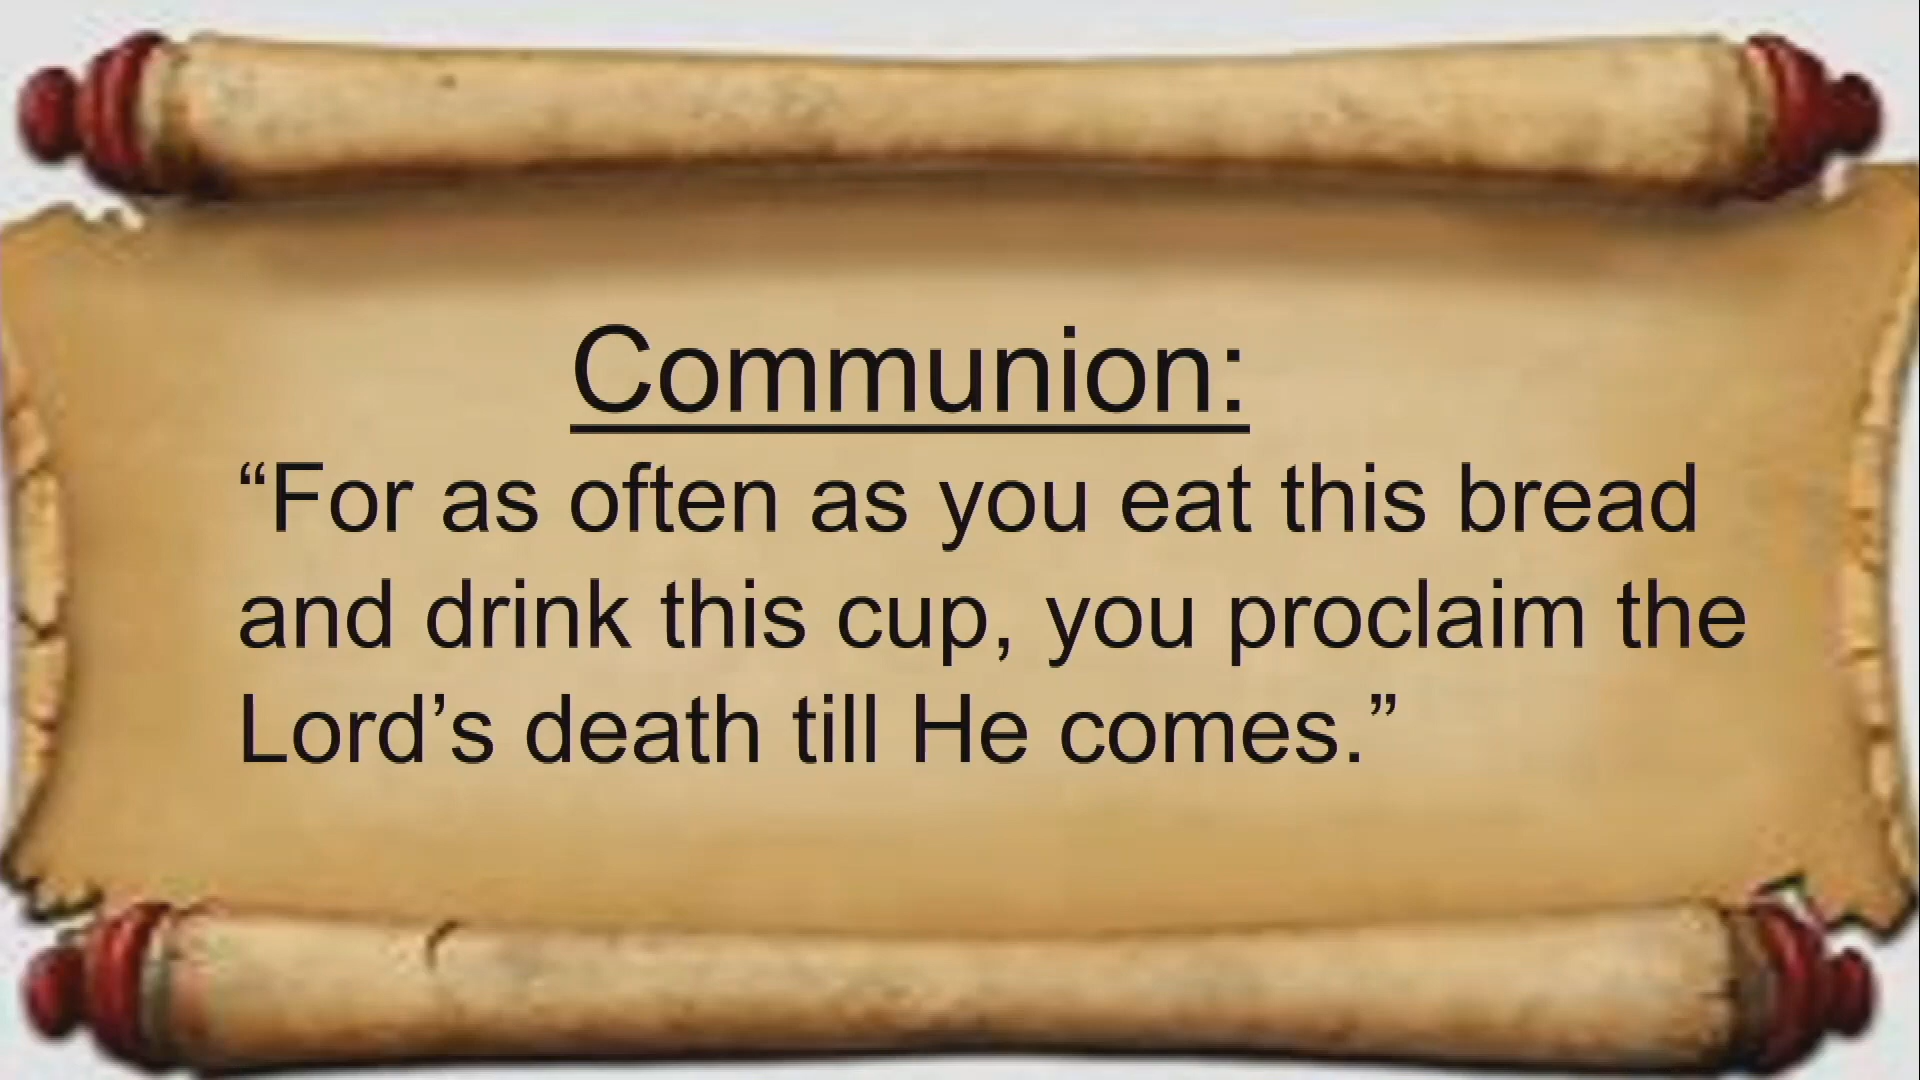 Communion:
“For as often as you eat this bread
and drink this cup, you proclaim the
Lord’s death till He comes.”